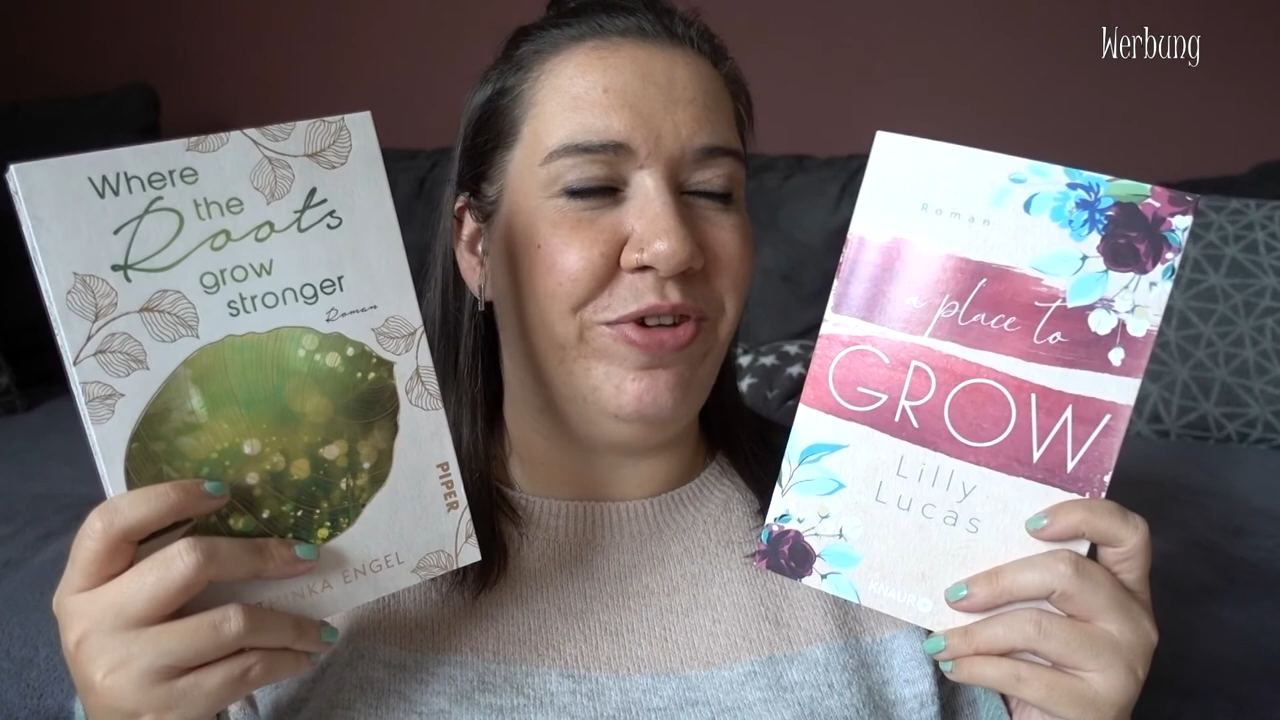 Werbung
Where
the
Roots
grow
stronger
Roman
PIPER
ENGEL
Roman
a place to
GROW
Lilly
Lucas
KNAUR